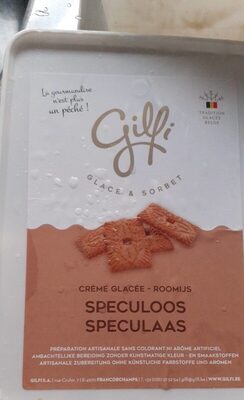 La gourmandise
n'est plus
un péché !
TRADITION
GLACÉE
BELGE
Gilfi
GLACE & SORBET
CRÈME GLACÉE - ROOMIJS
SPECULOOS
SPECULAAS
PRÉPARATION ARTISANALE SANS COLORANT NI ARÔME ARTIFICIEL
AMBACHTELIJKE BEREIDING ZONDER KUNSTMATIGE KLEUR - EN SMAAKSTOFFEN
ARTISANALE ZUBEREITUNG OHNE KÜNSTLICHE FARBSTOFFE UND AROMEN
GILFI S.A. FRANCORCHAMPS WWW.GILFI.BE